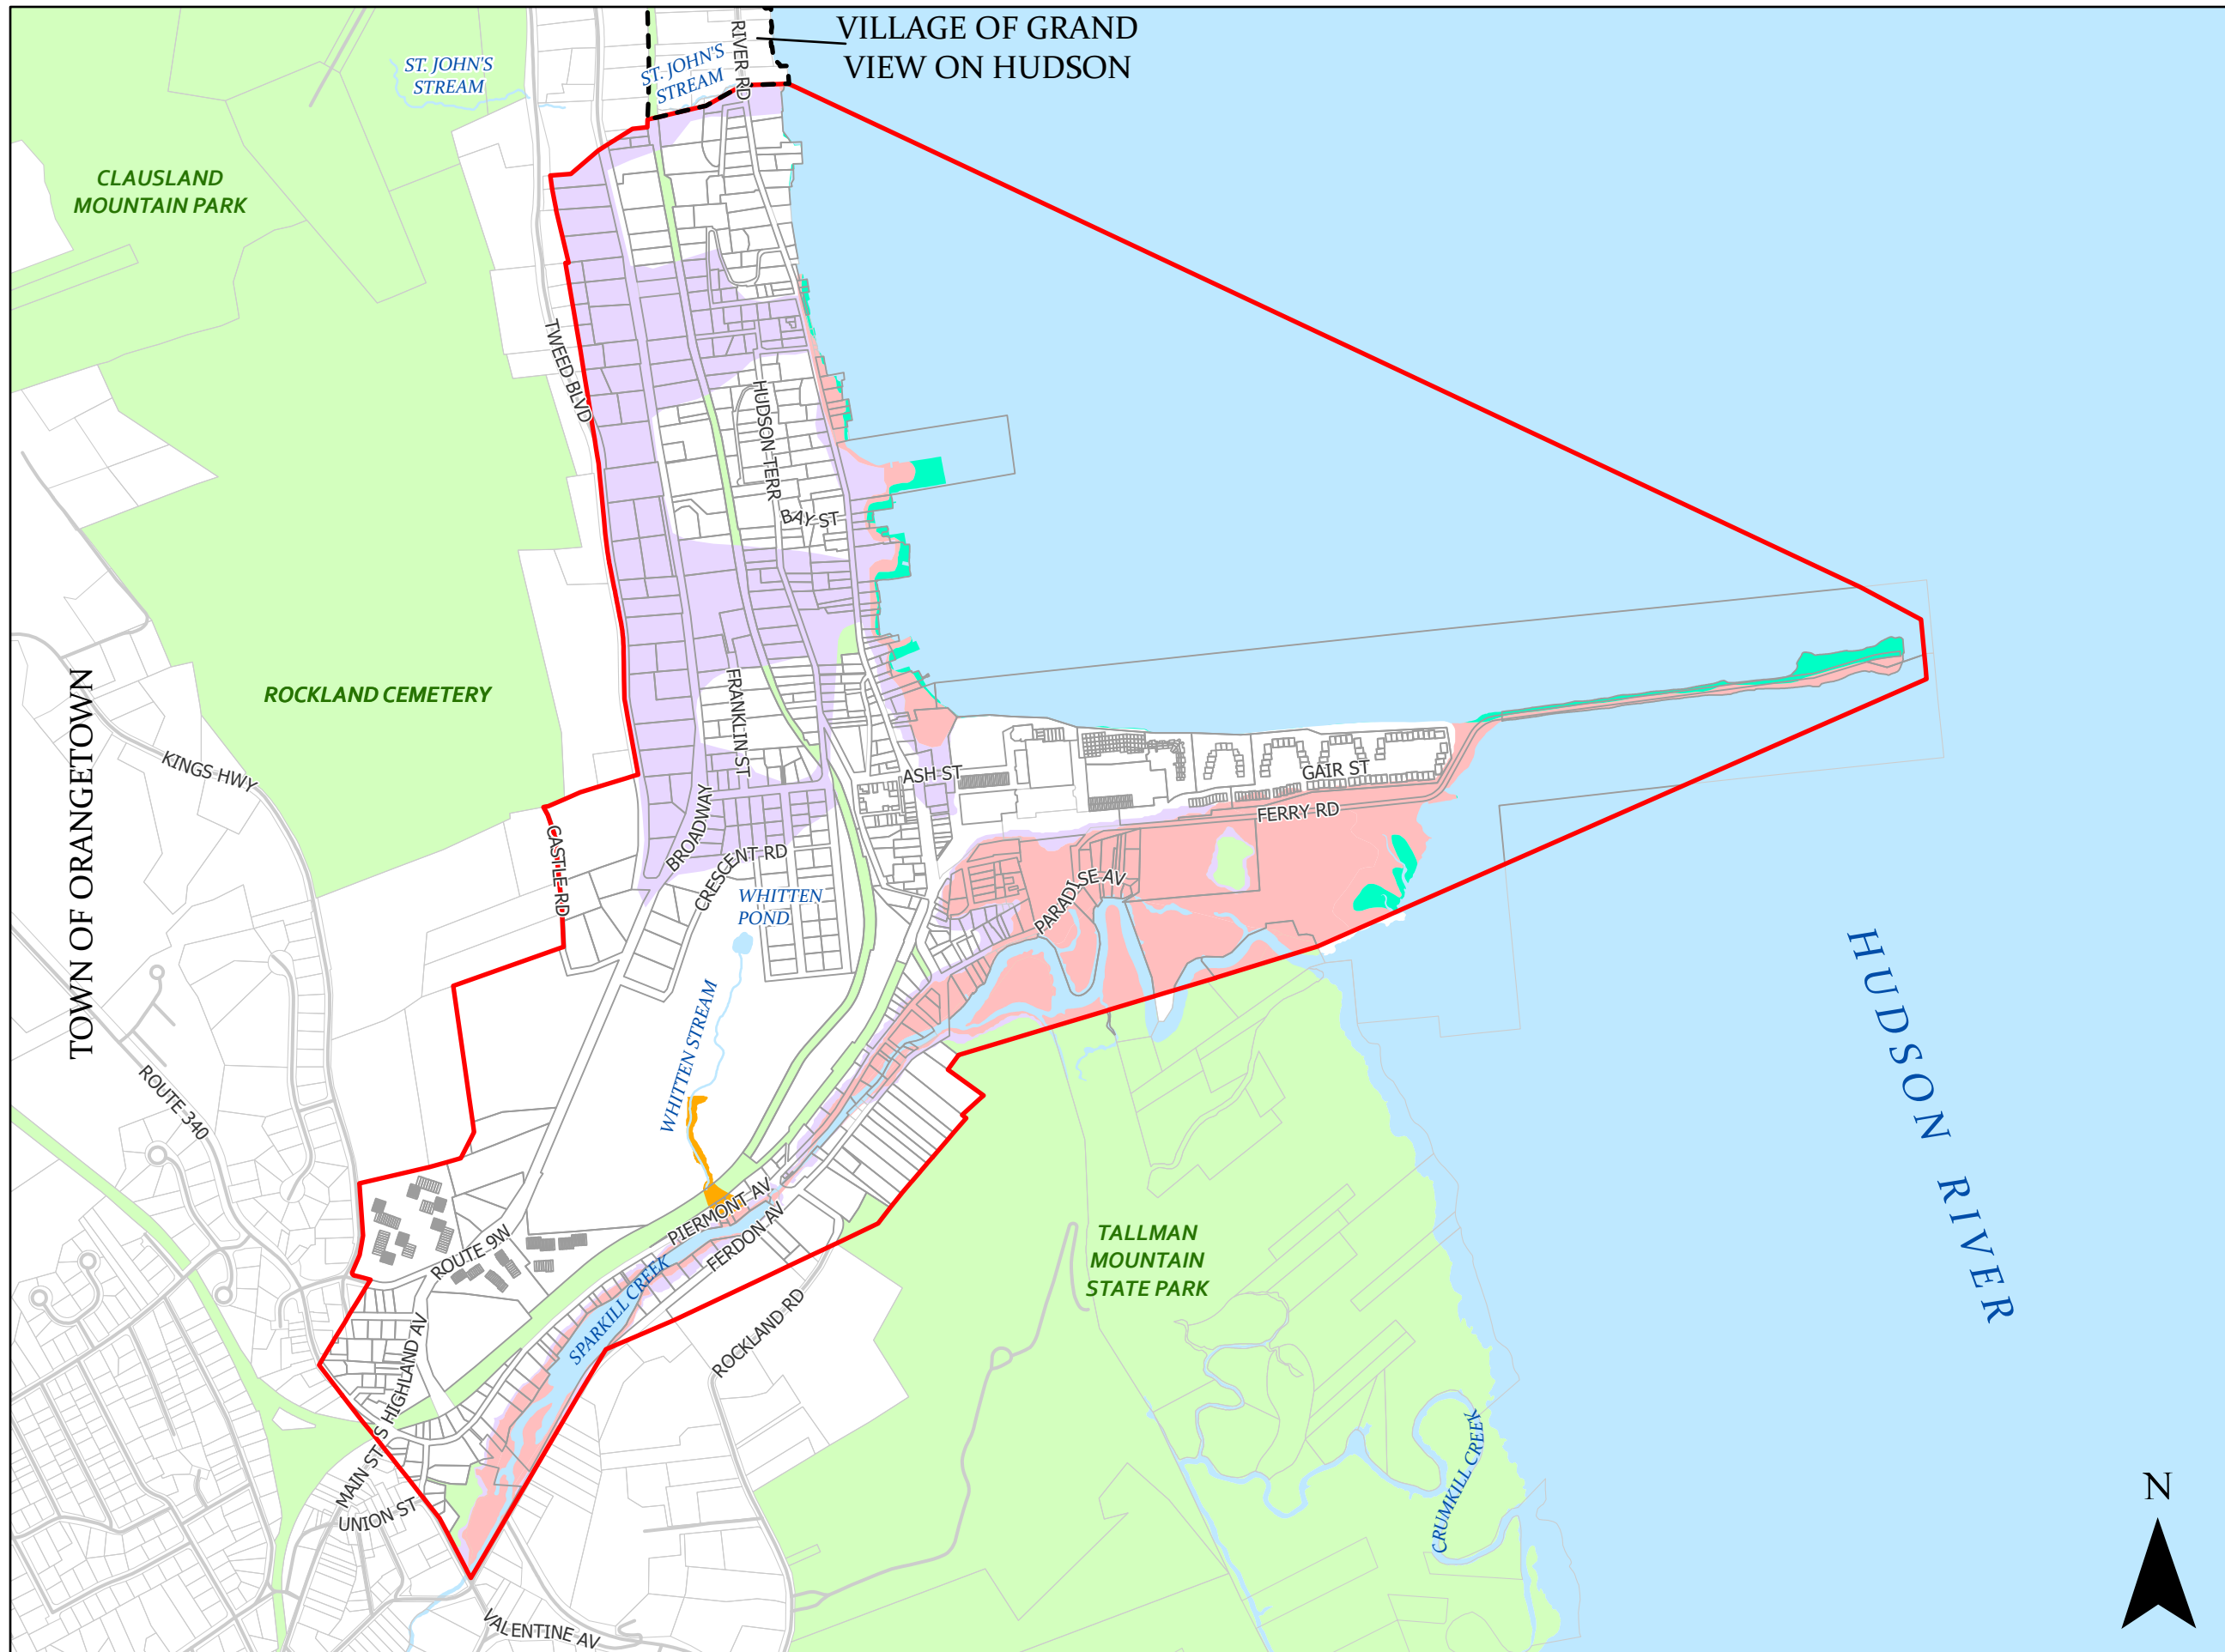 VILLAGE OF GRAND
VIEW ON HUDSON
RIVER RD
ST. JOHN'S
STREAM
ST. JOHN'S
STREAM
CLAUSLAND
MOUNTAIN PARK
TWEED BLVD
HUDSON TERR
BAY ST
ROCKLAND CEMETERY
TOWN OF ORANGETOWN
FRANKLIN ST
KINGS HWY
ASH ST
GAIR ST
FERRY RD
BROADWAY
CASTLE RD
CRESCENT RD
WHITTEN
POND
PARADISE AV
HUDSON RIVER
WHITTEN STREAM
ROUTE 340
PIERMONT AV
FERDON AV
ROUTE 9W
TALLMAN
MOUNTAIN
STATE PARK
SPARKILL CREEK
ROCKLAND RD
S HIGHLAND AV
MAIN ST
UNION ST
CRUMKILL CREEK
VALENTINE AV
N